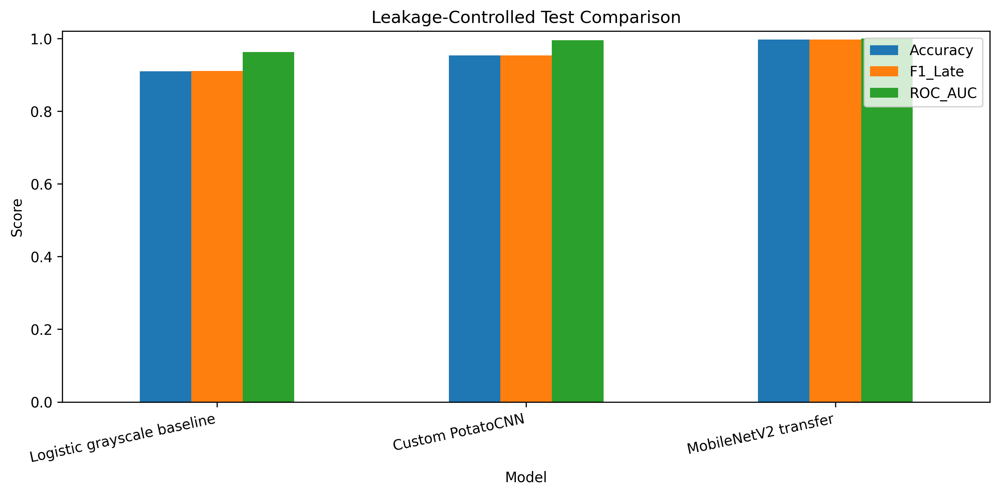 Leakage-Controlled Test Comparison
1.0
0.8
0.6
0.4
0.2
0.0
Score
Accuracy
F1_Late
ROC_AUC
Logistic grayscale baseline
Custom PotatoCNN
MobileNetV2 transfer
Model